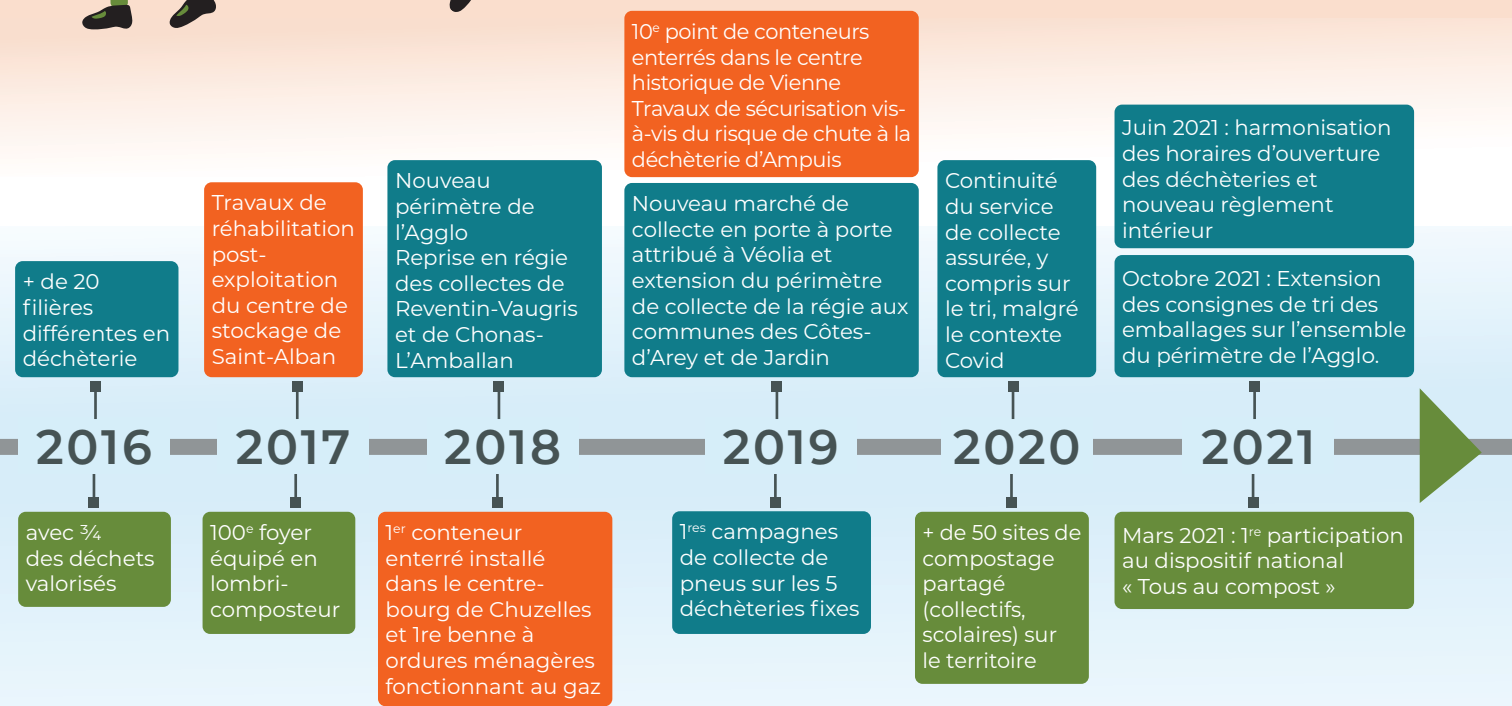 10e point de conteneurs
enterrés dans le centre
historique de Vienne
Travaux de sécurisation vis-
à-vis du risque de chute à la
déchèterie d'Ampuis
+ de 20
filières
différentes en
déchèterie
Travaux de
réhabilitation
post-
exploitation
du centre de
stockage de
Saint-Alban
Nouveau
périmètre de
l'Agglo
Reprise en régie
des collectes de
Reventin-Vaugris
et de Chonas-
L'Amballan
Nouveau marché de
collecte en porte à porte
attribué à Véolia et
extension du périmètre
de collecte de la régie aux
communes des Côtes-
d'Arey et de Jardin
Continuité
du service
de collecte
assurée, y
compris sur
le tri, malgré
le contexte
Covid
Juin 2021 : harmonisation
des horaires d'ouverture
des déchèteries et
nouveau règlement
intérieur
Octobre 2021 : Extension
des consignes de tri des
emballages sur l'ensemble
du périmètre de l'Agglo.
2016
2017
2018
2019
2020
2021
avec ¾
des déchets
valorisés
100e foyer
équipé en
lombri-
composteur
1er conteneur
enterré installé
dans le centre-
bourg de Chuzelles
et 1re benne à
ordures ménagères
fonctionnant au gaz
1res campagnes
de collecte de
pneus sur les 5
déchèteries fixes
+ de 50 sites de
compostage
partagé
(collectifs,
scolaires) sur
le territoire
Mars 2021 : 1re participation
au dispositif national
« Tous au compost »